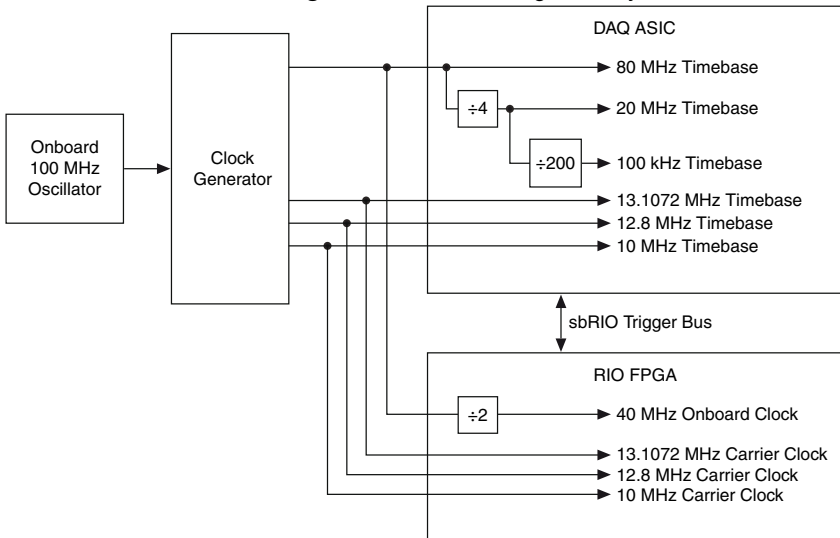 DAQ ASIC
80 MHz Timebase
÷4
20 MHz Timebase
÷200
100 kHz Timebase
Onboard
100 MHz
Oscillator
Clock
Generator
13.1072 MHz Timebase
12.8 MHz Timebase
10 MHz Timebase
sbRIO Trigger Bus
RIO FPGA
÷2
40 MHz Onboard Clock
13.1072 MHz Carrier Clock
12.8 MHz Carrier Clock
10 MHz Carrier Clock